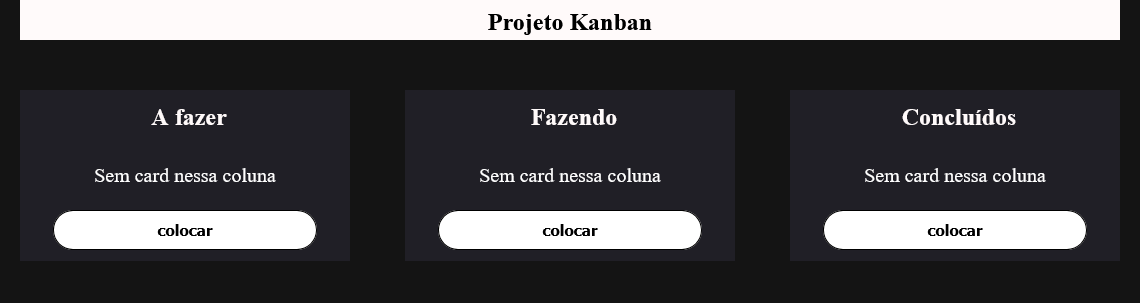 Projeto Kanban
A fazer
Sem card nessa coluna
colocar
Fazendo
Sem card nessa coluna
colocar
Concluídos
Sem card nessa coluna
colocar